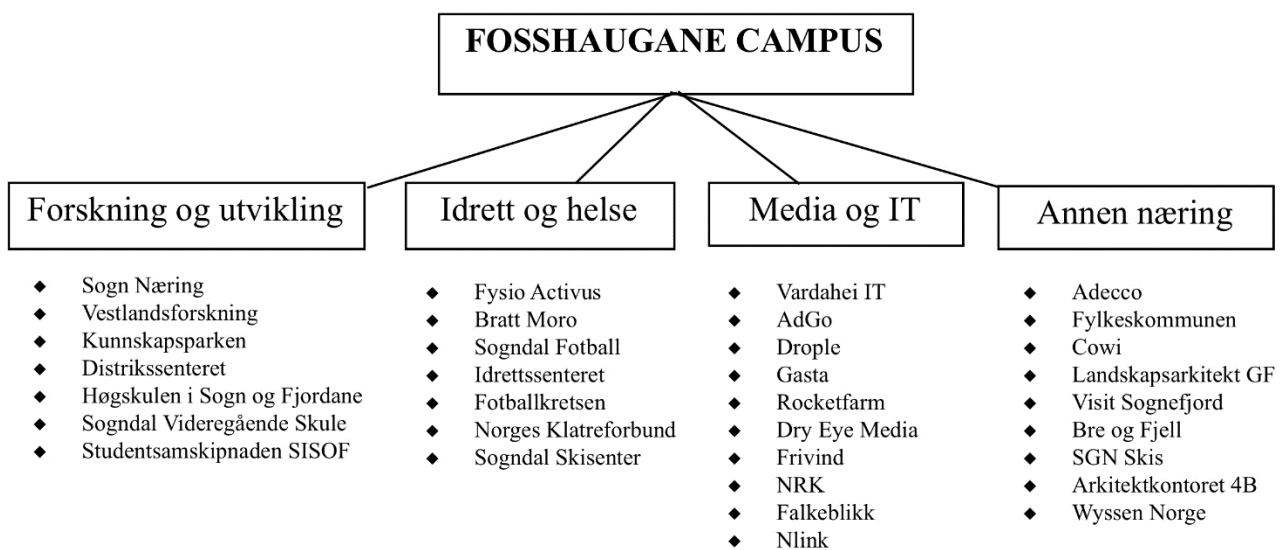 FOSSHAUGANE CAMPUS
Forskning og utvikling
◆ Sogn Næring
◆ Vestlandsforskning
◆ Kunnskapsparken
◆ Distrikssenteret
◆ Høgskulen i Sogn og Fjordane
◆ Sogndal Videregående Skule
◆ Studentsamskipnaden SISOF
Idrett og helse
◆ Fysio Activus
◆ Bratt Moro
◆ Sogndal Fotball
◆ Idrettssenteret
◆ Fotballkretsen
◆ Norges Klatreforbund
◆ Sogndal Skisenter
Media og IT
◆ Vardahei IT
◆ AdGo
◆ Drople
◆ Gasta
◆ Rocketfarm
◆ Dry Eye Media
◆ Frivind
◆ NRK
◆ Falkeblikk
◆ Nlink
Annen næring
◆ Adecco
◆ Fylkeskommunen
◆ Cowi
◆ Landskapsarkitekt GF
◆ Visit Sognefjord
◆ Bre og Fjell
◆ SGN Skis
◆ Arkitektkontoret 4B
◆ Wyssen Norge